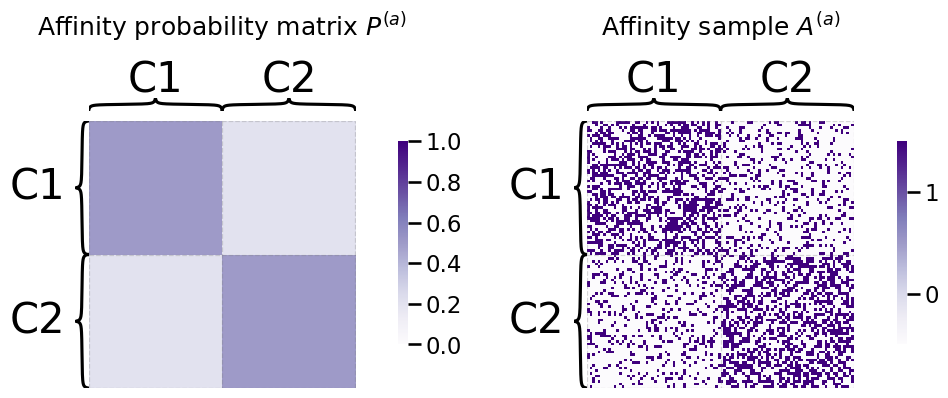 Affinity probability matrix P^(a)
C1 C2
C1
C2
1.0
0.8
0.6
0.4
0.2
0.0
Affinity sample A^(a)
C1 C2
C1
C2
1
0